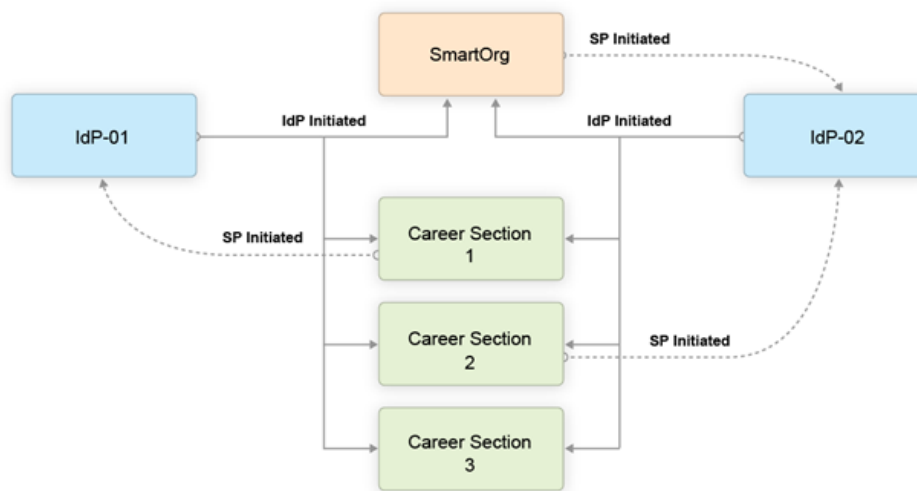 SmartOrg
SP Initiated
IdP-01
IdP Initiated
IdP Initiated
IdP-02
SP Initiated
Career Section
1
Career Section
2
SP Initiated
Career Section
3